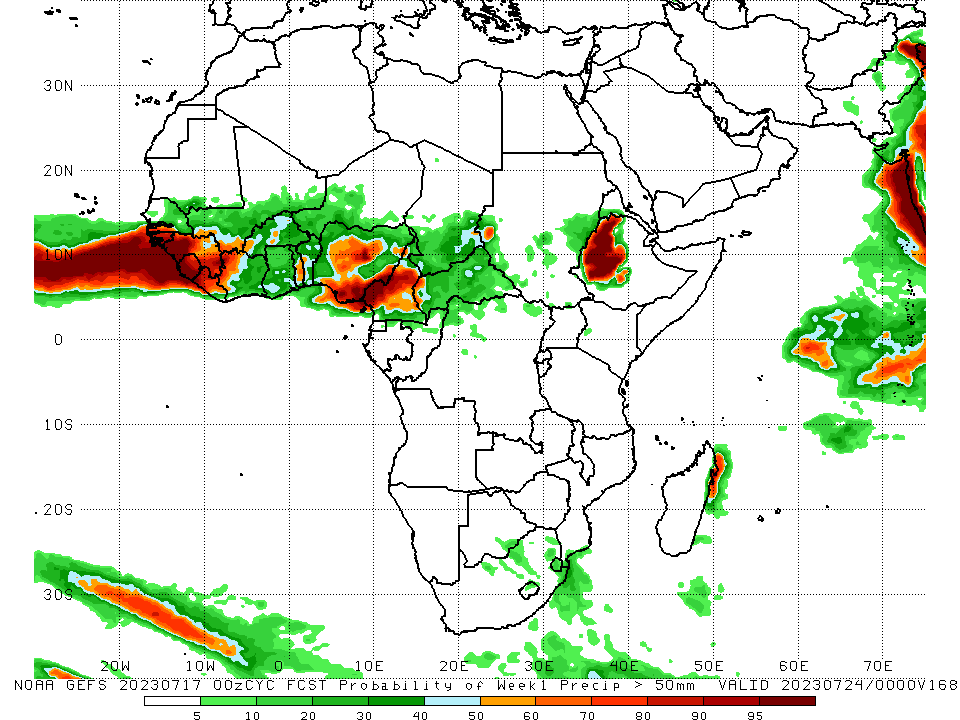 30N
20N
10N
0
10S
20S
30S
20W 10W 0 10E 20E 30E 40E 50E 60E 70E
NOAA GEFS 20230717 00zCYC FCST Probability of Week1 Precip > 50mm VALID 20230724/0000V168
5 10 20 30 40 50 60 70 80 90 95